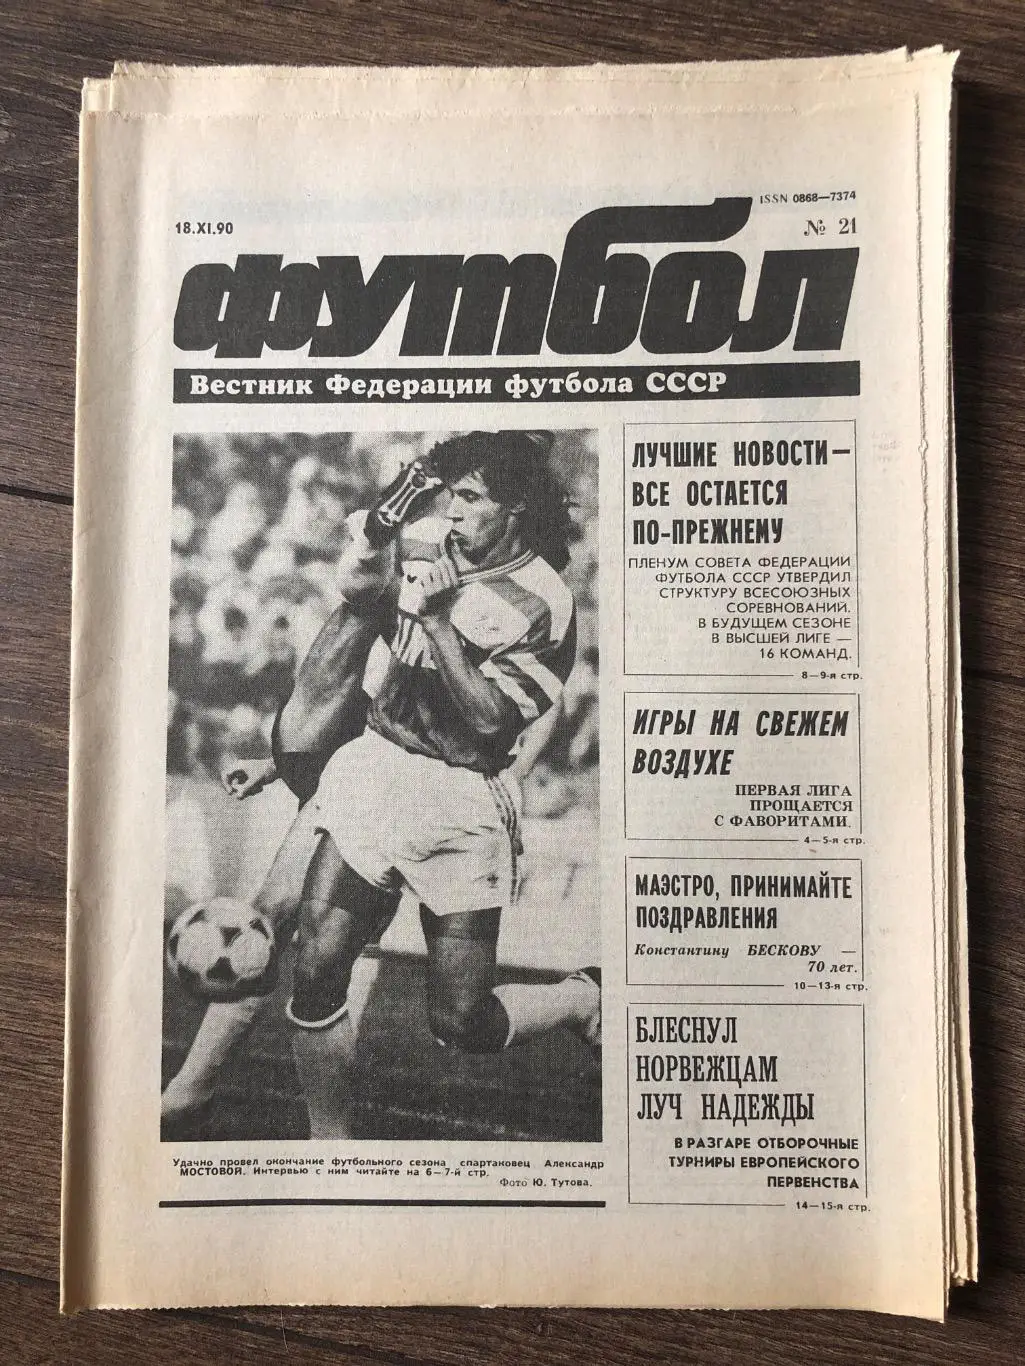 ISSN 0868—7374
18.XI.90
№ 21
футбол
Вестник Федерации футбола СССР
ЛУЧШИЕ НОВОСТИ—
ВСЕ ОСТАЕТСЯ
ПО-ПРЕЖНЕМУ
ПЛЕНУМ СОВЕТА ФЕДЕРАЦИИ
ФУТБОЛА СССР УТВЕРДИЛ
СТРУКТУРУ ВСЕСОЮЗНЫХ
СОРЕВНОВАНИЙ.
В БУДУЩЕМ СЕЗОНЕ
В ВЫСШЕЙ ЛИГЕ —
16 КОМАНД.
8—9-я стр.
ИГРЫ НА СВЕЖЕМ
ВОЗДУХЕ
ПЕРВАЯ ЛИГА
ПРОЩАЕТСЯ
С ФАВОРИТАМИ.
4—5-я стр.
МАЭСТРО, ПРИНИМАЙТЕ
ПОЗДРАВЛЕНИЯ
Константину БЕСКОВУ —
70 лет.
10—13-я стр.
БЛЕСНУЛ
НОРВЕЖЦАМ
ЛУЧ НАДЕЖДЫ
В РАЗГАРЕ ОТБОРОЧНЫЕ
ТУРНИРЫ ЕВРОПЕЙСКОГО
ПЕРВЕНСТВА
14—15-я стр.
Удачно провел окончание футбольного сезона спартаковец Александр
МОСТОВОЙ. Интервью с ним читайте на 6—7-й стр.
Фото Ю. Тутова.